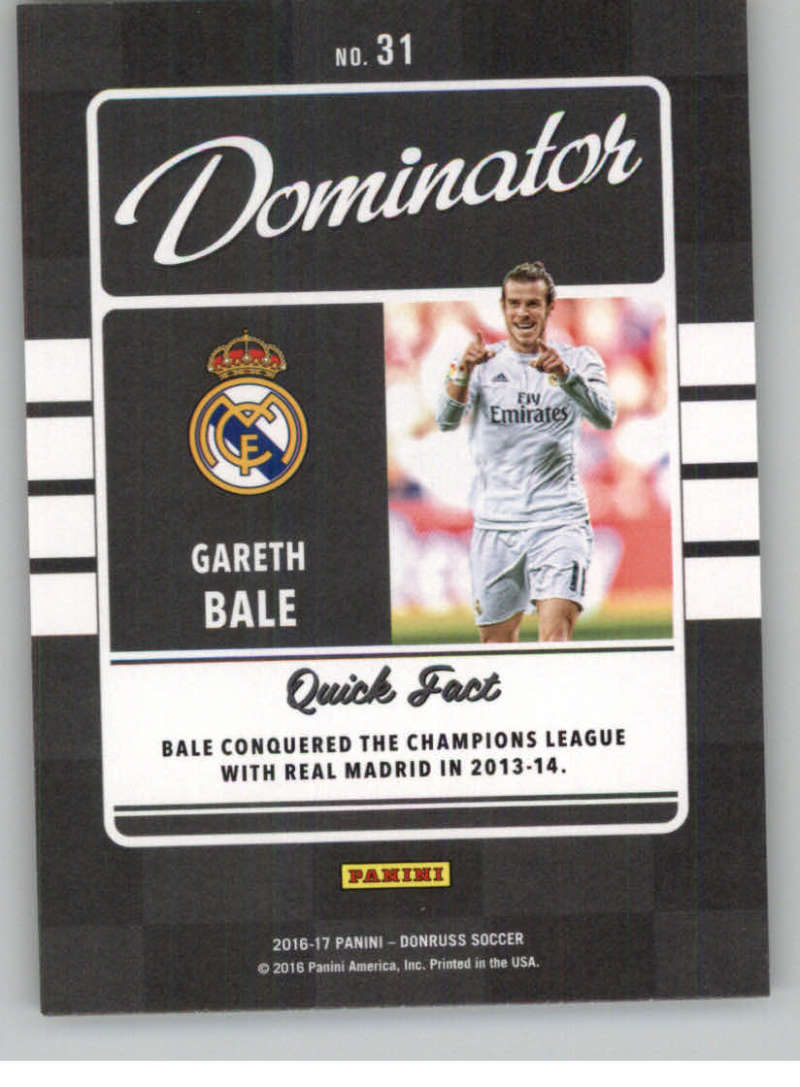 NO. 31
Dominator
Fly
Emirates
11
GARETH
BALE
Quick Fact
BALE CONQUERED THE CHAMPIONS LEAGUE
WITH REAL MADRID IN 2013-14.
PANINI
2016-17 PANINI – DONRUSS SOCCER
© 2016 Panini America, Inc. Printed in the USA.